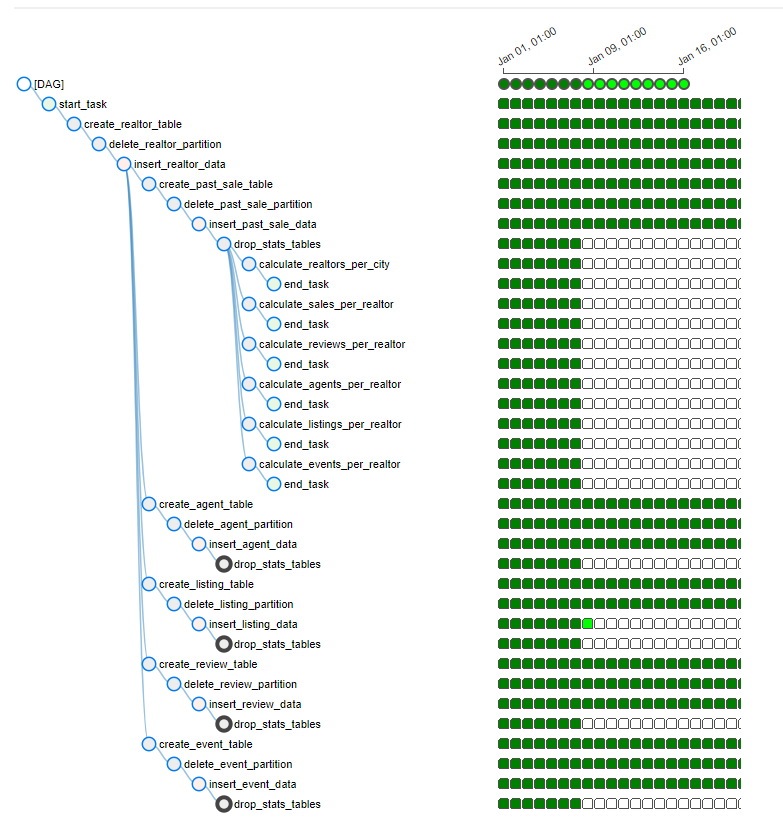 Jan 01, 01:00
Jan 09, 01:00
Jan 16, 01:00
[DAG]
start_task
create_realtor_table
delete_realtor_partition
insert_realtor_data
create_past_sale_table
delete_past_sale_partition
insert_past_sale_data
drop_stats_tables
calculate_realtors_per_city
end_task
calculate_sales_per_realtor
end_task
calculate_reviews_per_realtor
end_task
calculate_agents_per_realtor
end_task
calculate_listings_per_realtor
end_task
calculate_events_per_realtor
end_task
create_agent_table
delete_agent_partition
insert_agent_data
drop_stats_tables
create_listing_table
delete_listing_partition
insert_listing_data
drop_stats_tables
create_review_table
delete_review_partition
insert_review_data
drop_stats_tables
create_event_table
delete_event_partition
insert_event_data
drop_stats_tables